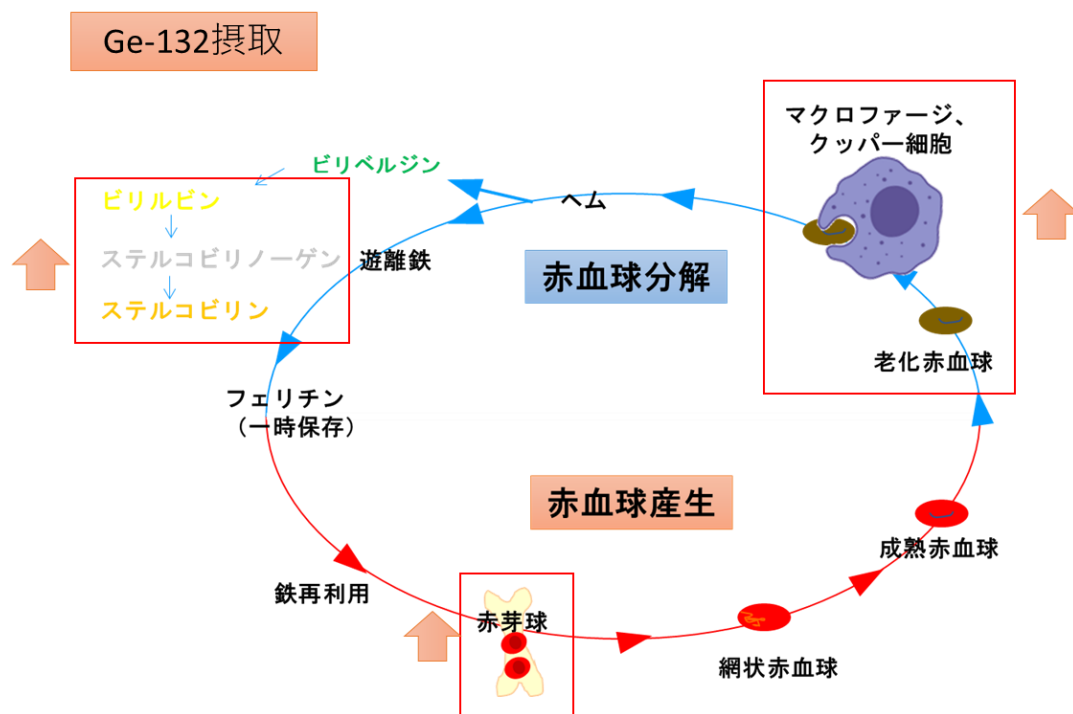 Ge-132摂取
マクロファージ、
クッパー細胞
ビリベルジン
ビリルビン
ヘム
ステルコビリノーゲン
遊離鉄
赤血球分解
ステルコビリン
老化赤血球
フェリチン
（一時保存）
赤血球産生
成熟赤血球
鉄再利用
赤芽球
網状赤血球